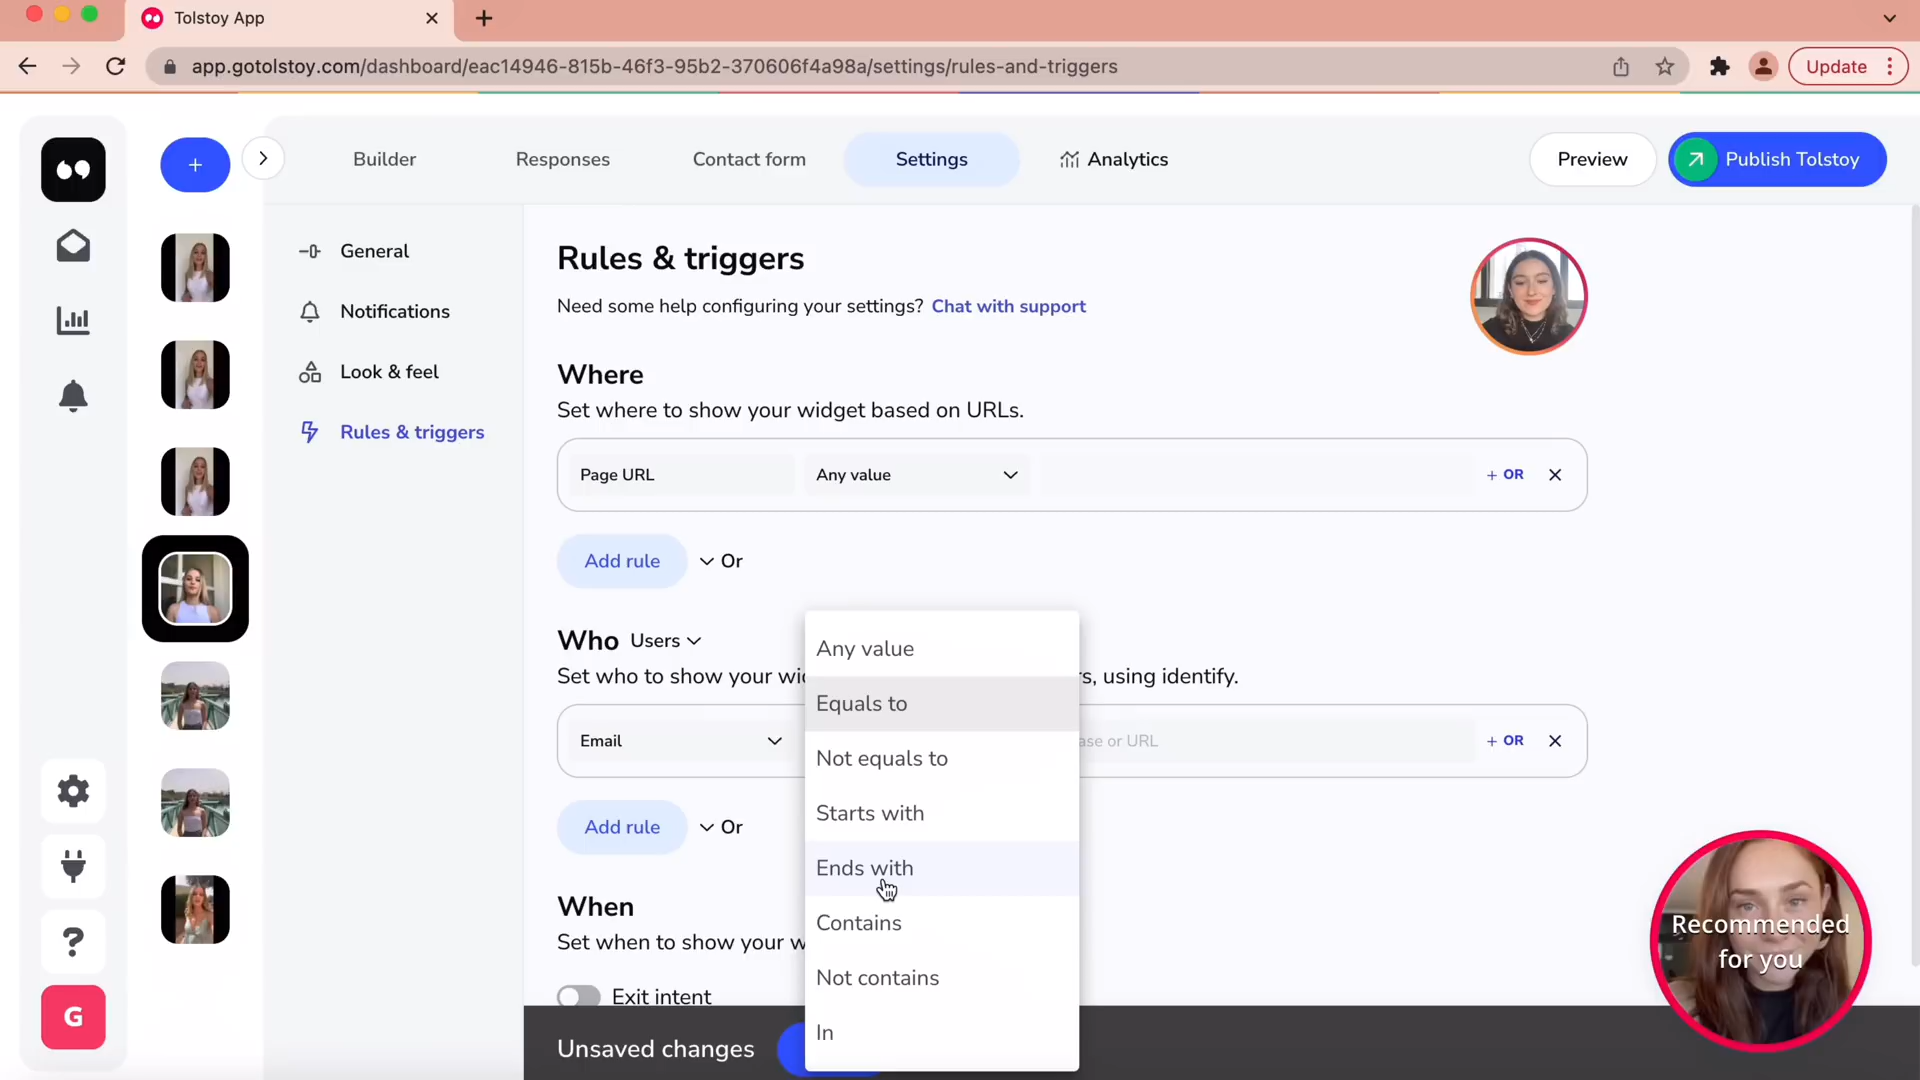 Tolstoy App
app.gotolstoy.com/dashboard/eac14946-815b-46f3-95b2-370606f4a98a/settings/rules-and-triggers
Update
+
Builder
Responses
Contact form
Settings
Analytics
Preview
Publish Tolstoy
General
Notifications
Look & feel
Rules & triggers
Rules & triggers
Need some help configuring your settings? Chat with support
Where
Set where to show your widget based on URLs.
Page URL
Any value
+ OR
Add rule
Or
Who Users
Set who to show your wi
s, using identify.
Email
ase or URL
+ OR
Add rule
Or
When
Set when to show your w
Exit intent
Any value
Equals to
Not equals to
Starts with
Ends with
Contains
Not contains
In
Unsaved changes
Recommended
for you
?
G